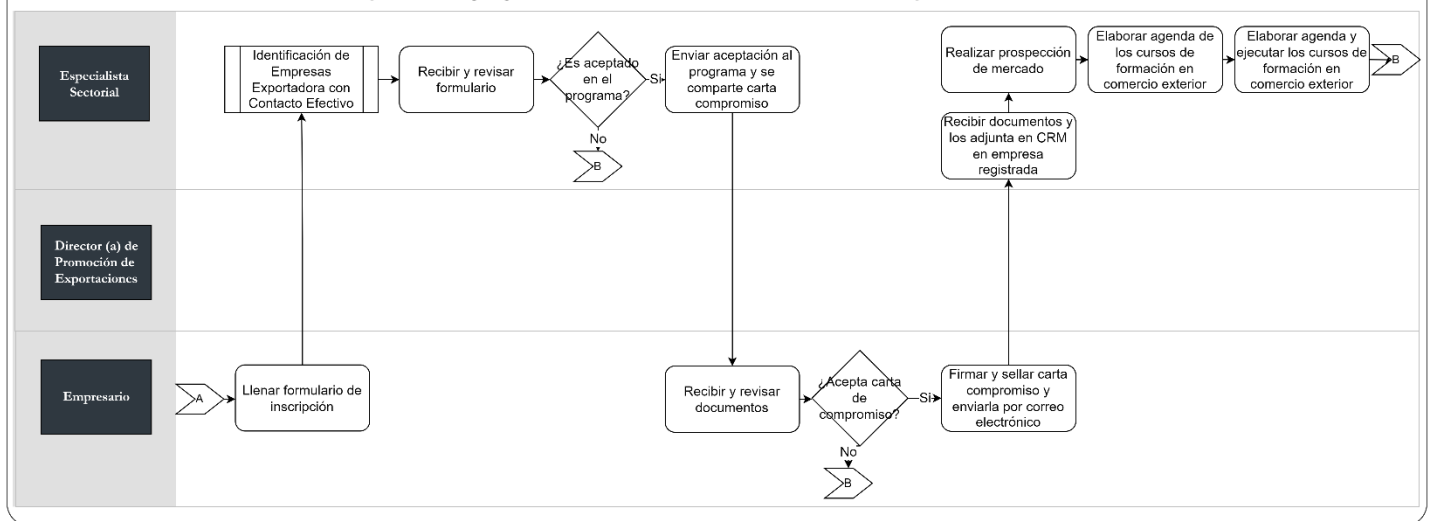 Especialista
Sectorial
Identificación de
Empresas
Exportadora con
Contacto Efectivo
Recibir y revisar
formulario
¿Es aceptado
en el
programa?
Si
No
B
Enviar aceptación al
programa y se
comparte carta
compromiso
Realizar prospección
de mercado
Elaborar agenda de
los cursos de
formación en
comercio exterior
Elaborar agenda y
ejecutar los cursos de
formación en
comercio exterior
B
Recibir documentos y
los adjunta en CRM
en empresa
registrada
Director (a) de
Promoción de
Exportaciones
Empresario
A
Llenar formulario de
inscripción
Recibir y revisar
documentos
¿Acepta carta
de
compromiso?
Si
No
B
Firmar y sellar carta
compromiso y
enviarla por correo
electrónico